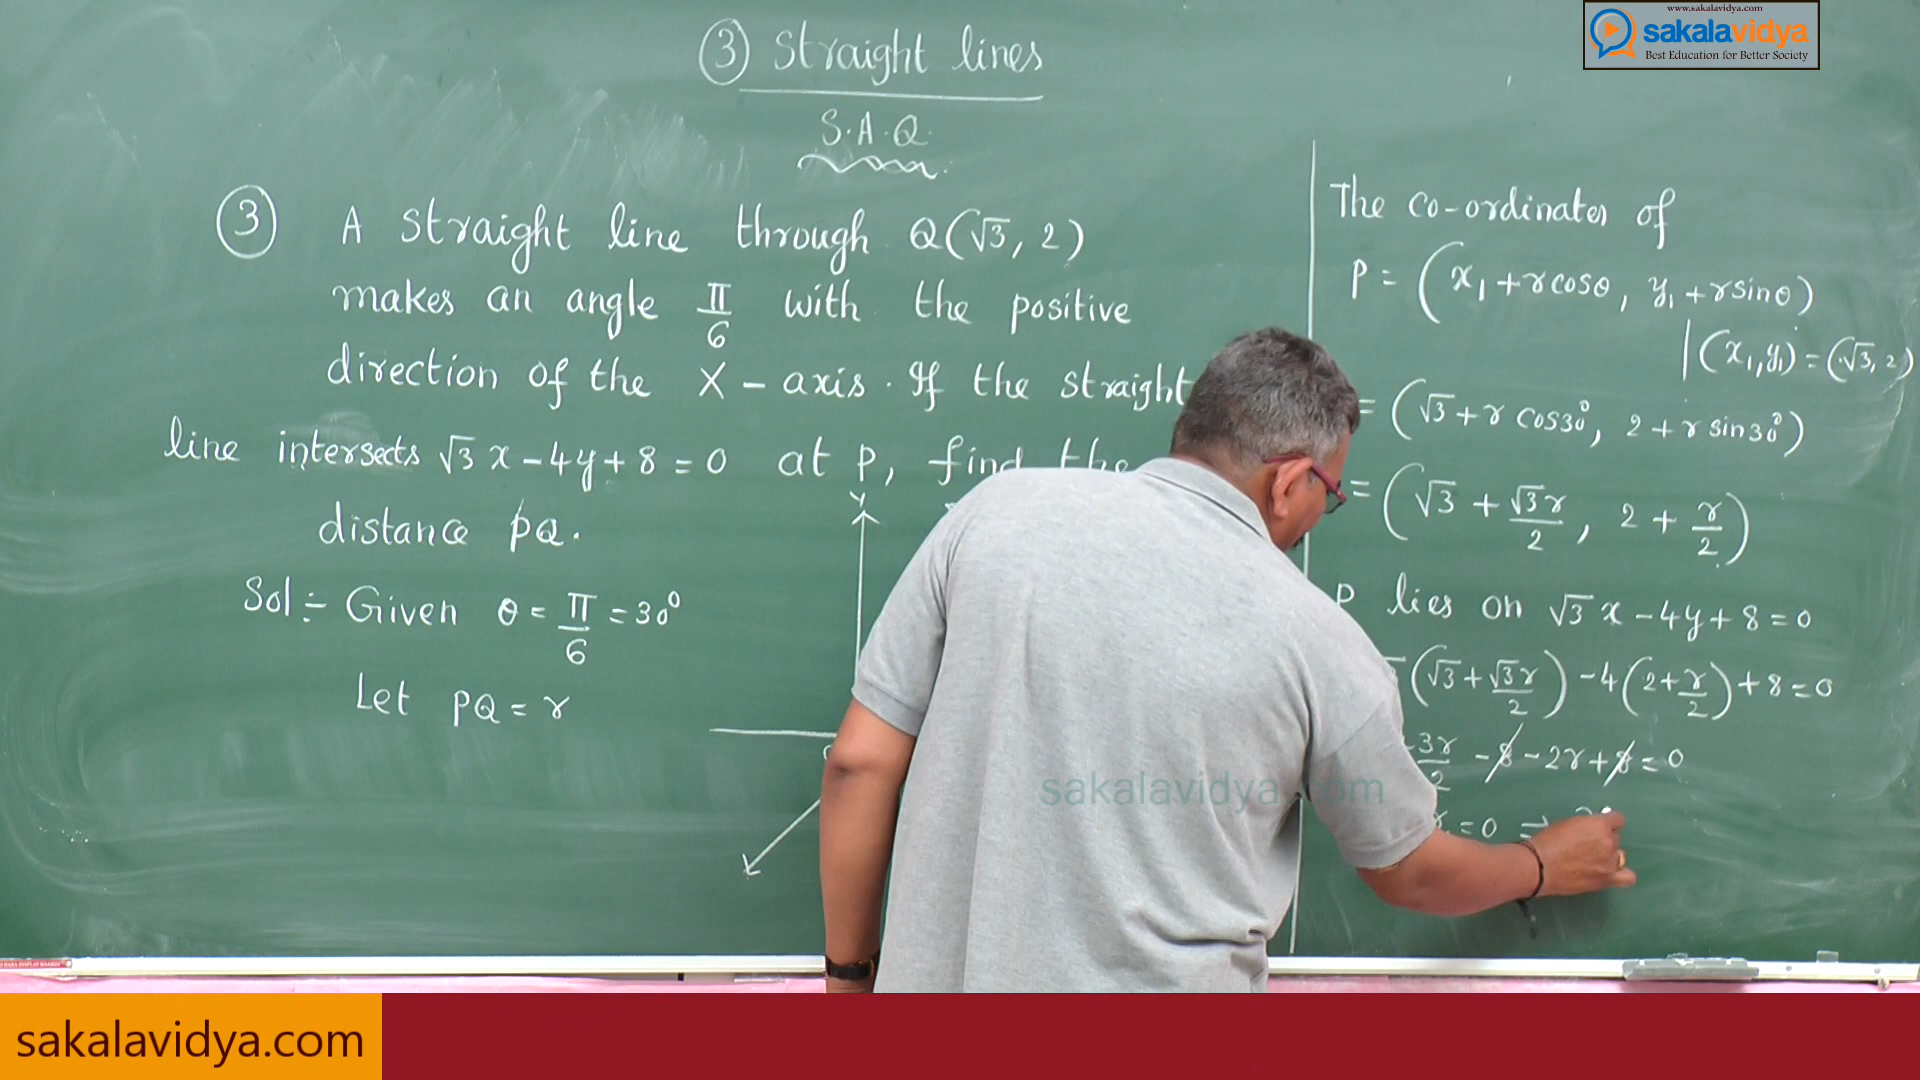 www.sakalavidya.com
sakalavidya
Best Education for Better Society
③ Straight lines
S.A.Q.
③ A straight line through Q(√3, 2)
makes an angle π/6 with the positive
direction of the X-axis. If the straight
line intersects √3 x - 4y + 8 = 0 at P, find the
distance PQ.
Sol:- Given θ = π/6 = 30°
Let PQ = r
Y
The co-ordinates of
P = (x₁ + r cosθ, y₁ + r sinθ)
| (x₁, y₁) = (√3, 2)
= (√3 + r cos30°, 2 + r sin30°)
= (√3 + √3r/2, 2 + r/2)
P lies on √3 x - 4y + 8 = 0
(√3 + √3r/2) - 4(2 + r/2) + 8 = 0
3r/2 - 8 - 2r + 8 = 0
= 0 ⇒
sakalavidya.com
sakalavidya.com